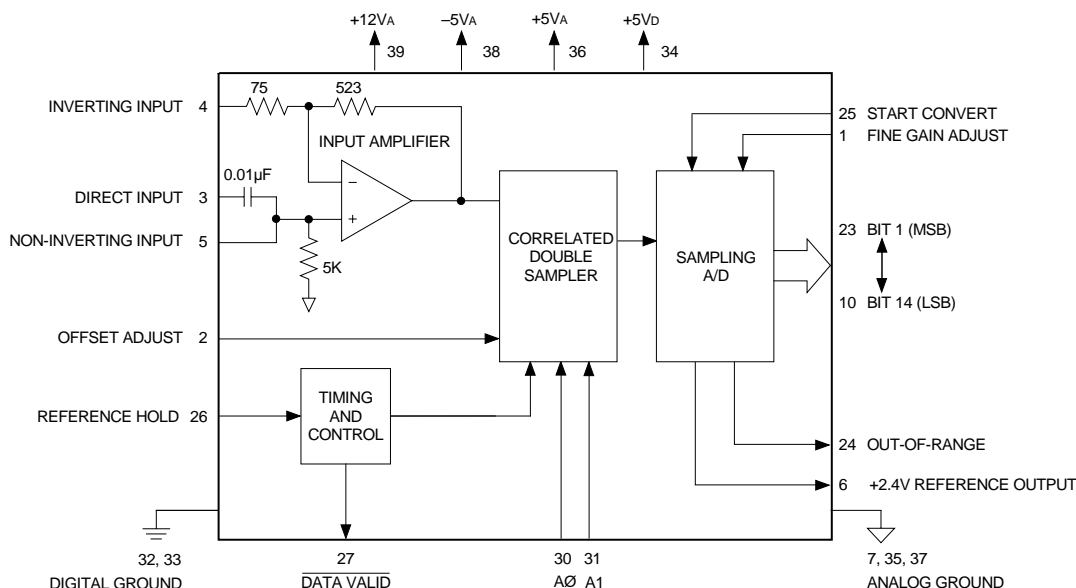 +12VA –5VA +5VA +5VD
39 38 36 34
75 523
INVERTING INPUT 4
INPUT AMPLIFIER
25 START CONVERT
1 FINE GAIN ADJUST
0.01µF
DIRECT INPUT 3
–
+
NON-INVERTING INPUT 5
5K
CORRELATED
DOUBLE
SAMPLER
SAMPLING
A/D
23 BIT 1 (MSB)
10 BIT 14 (LSB)
OFFSET ADJUST 2
REFERENCE HOLD 26
TIMING
AND
CONTROL
24 OUT-OF-RANGE
6 +2.4V REFERENCE OUTPUT
32, 33 27 30 31 7, 35, 37
DIGITAL GROUND DATA VALID AØ A1 ANALOG GROUND